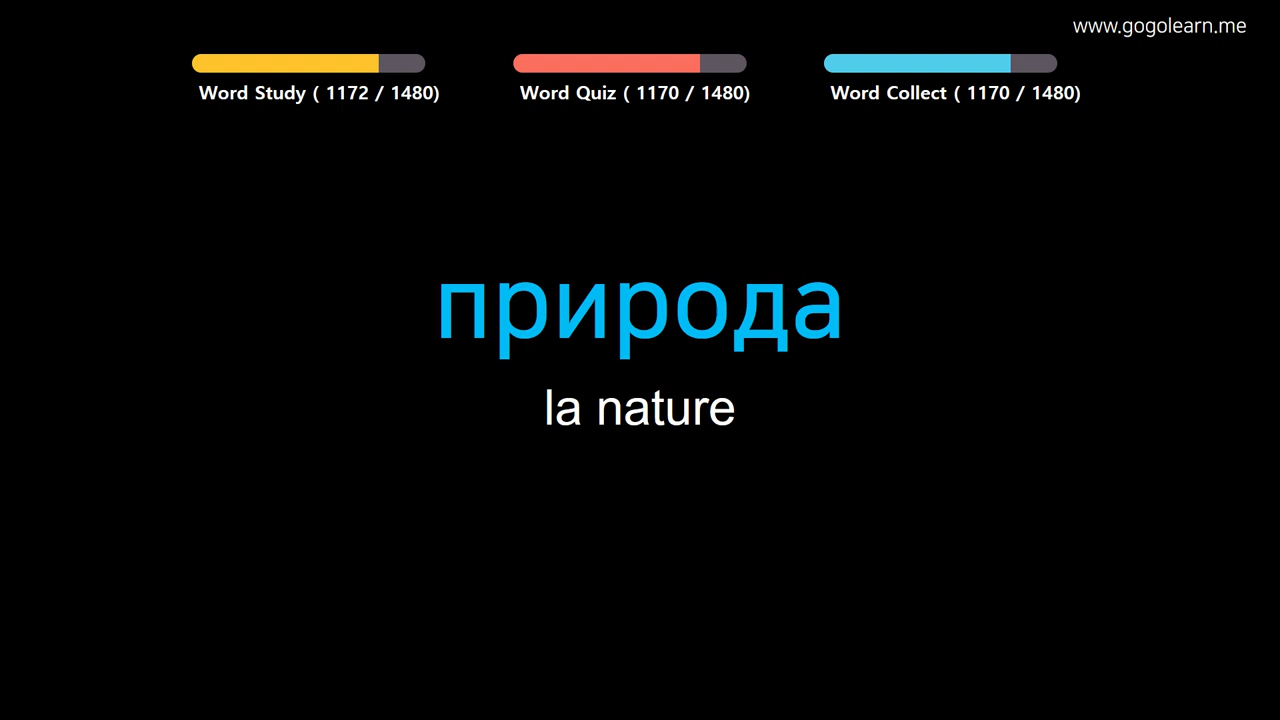 www.gogolearn.me
Word Study ( 1172 / 1480)
Word Quiz ( 1170 / 1480)
Word Collect ( 1170 / 1480)
природа
la nature